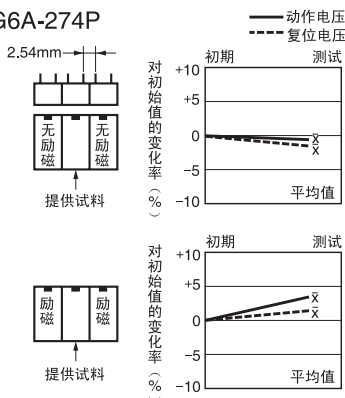 G6A-274P
动作电压
复位电压
2.54mm
无励磁
无励磁
提供试料
对初始值的变化率（%）
初期
测试
+10
+5
0
−5
−10
x̄
x̄
平均值
励磁
励磁
提供试料
对初始值的变化率（%
初期
测试
+10
+5
0
−5
−10
x̄
x̄
平均值